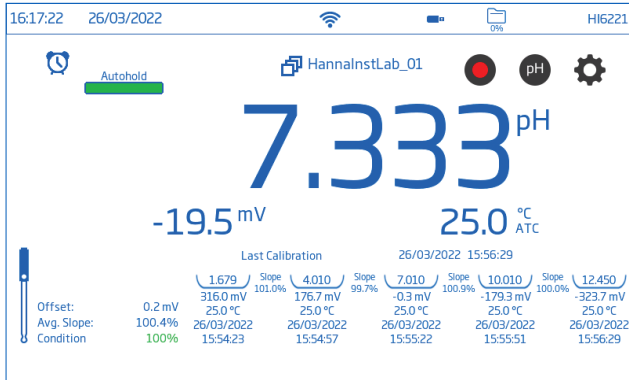 16:17:22 26/03/2022 0% HI6221
Autohold HannaInstLab_01 pH
7.333 pH
-19.5 mV 25.0 °C ATC
Last Calibration 26/03/2022 15:56:29
1.679 Slope 101.0% 4.010 Slope 99.7% 7.010 Slope 100.9% 10.010 Slope 100.0% 12.450
316.0 mV 176.7 mV -0.3 mV -179.3 mV -323.7 mV
Offset: 0.2 mV 25.0 °C 25.0 °C 25.0 °C 25.0 °C 25.0 °C
Avg. Slope: 100.4% 26/03/2022 26/03/2022 26/03/2022 26/03/2022 26/03/2022
Condition 100% 15:54:23 15:54:57 15:55:22 15:55:51 15:56:29